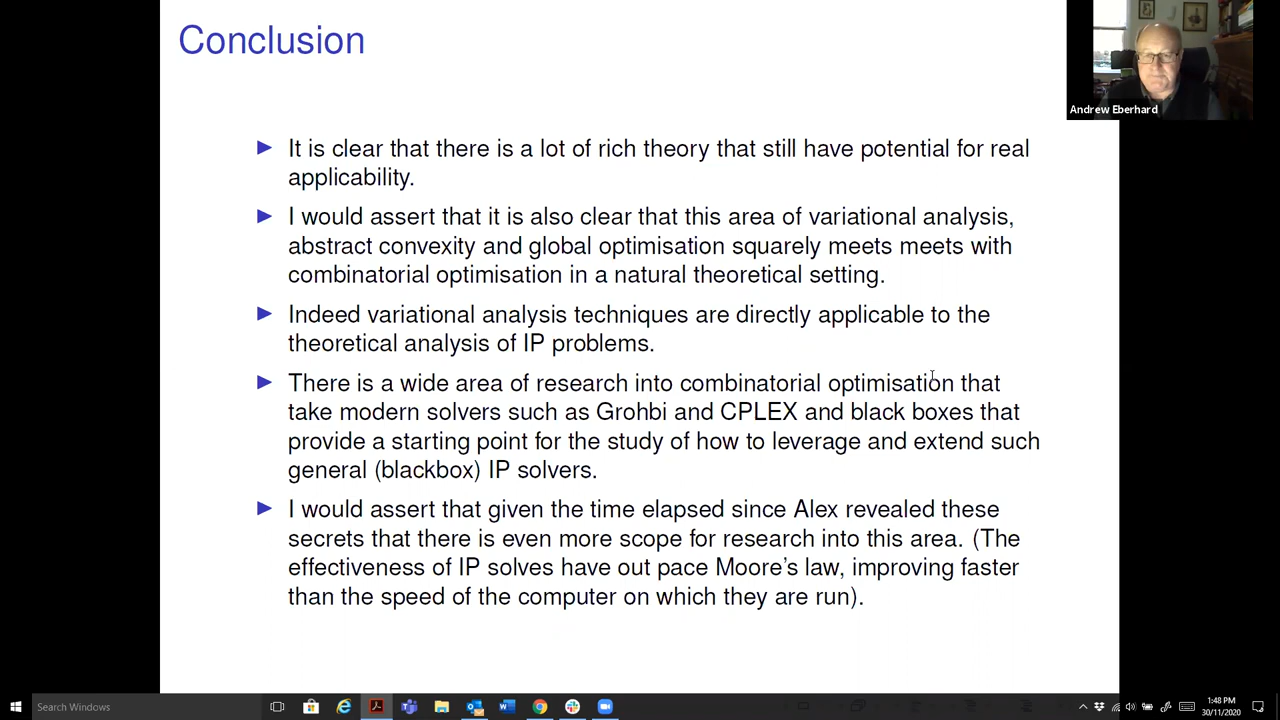 Conclusion
Andrew Eberhard
It is clear that there is a lot of rich theory that still have potential for real
applicability.
I would assert that it is also clear that this area of variational analysis,
abstract convexity and global optimisation squarely meets meets with
combinatorial optimisation in a natural theoretical setting.
Indeed variational analysis techniques are directly applicable to the
theoretical analysis of IP problems.
There is a wide area of research into combinatorial optimisation that
take modern solvers such as Grohbi and CPLEX and black boxes that
provide a starting point for the study of how to leverage and extend such
general (blackbox) IP solvers.
I would assert that given the time elapsed since Alex revealed these
secrets that there is even more scope for research into this area. (The
effectiveness of IP solves have out pace Moore's law, improving faster
than the speed of the computer on which they are run).
Search Windows
1:48 PM
30/11/2020